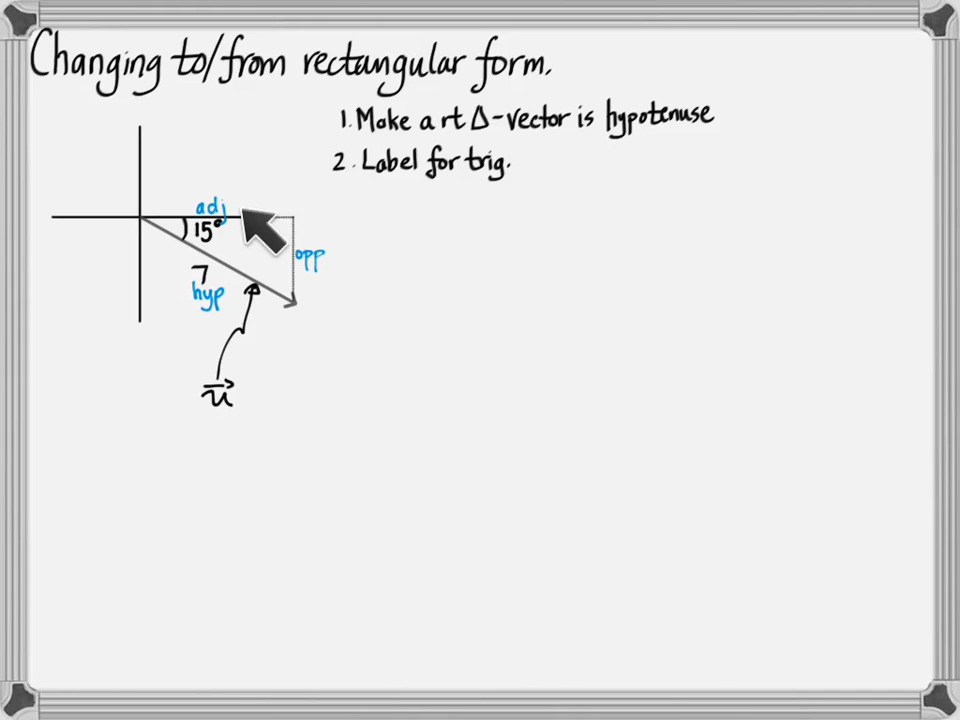 Changing to/from rectangular form.
1. Make a rt Δ-vector is hypotenuse
2. Label for trig.
adj
15°
opp
7
hyp
u⃗